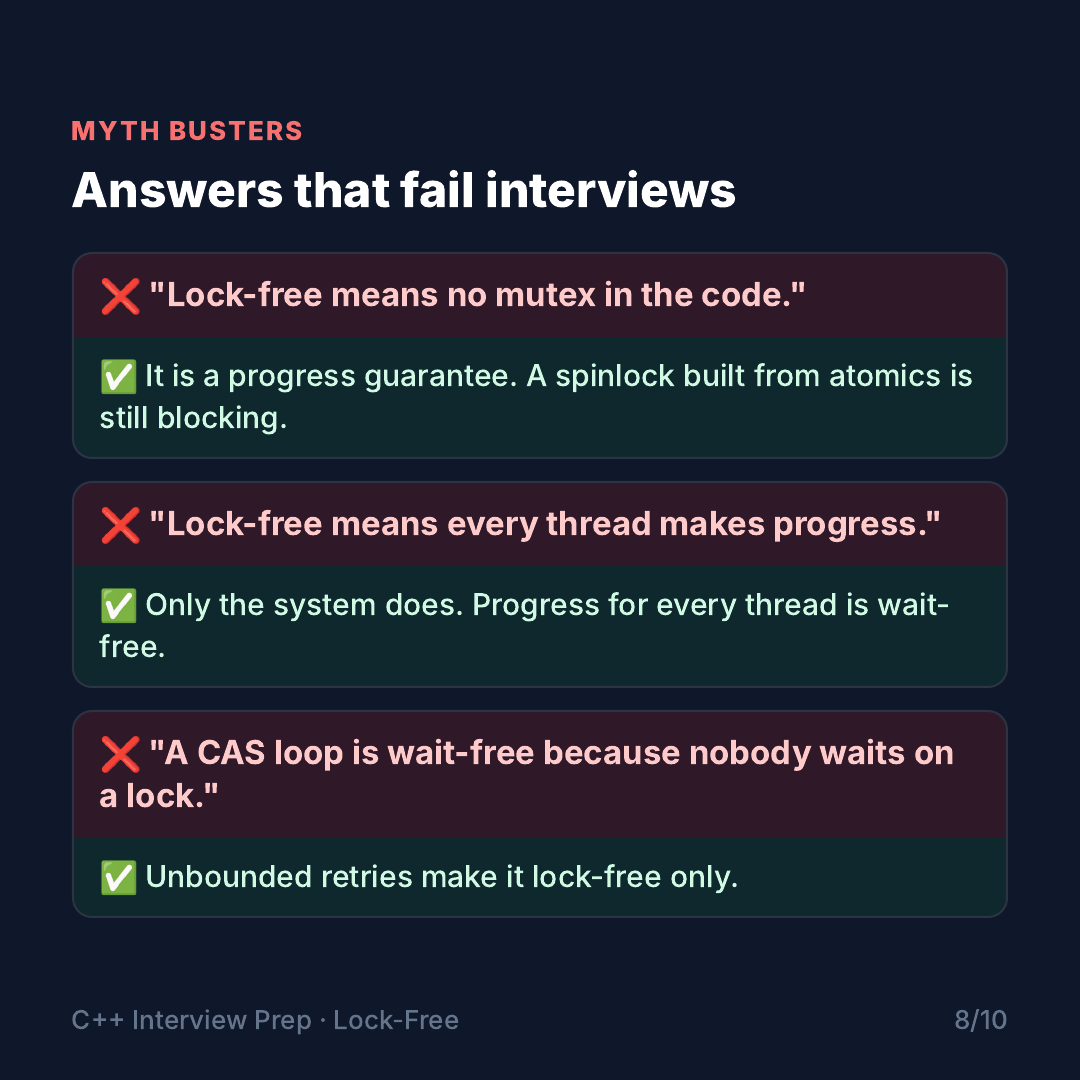 MYTH BUSTERS
Answers that fail interviews
❌ "Lock-free means no mutex in the code."
✅ It is a progress guarantee. A spinlock built from atomics is
still blocking.
❌ "Lock-free means every thread makes progress."
✅ Only the system does. Progress for every thread is wait-
free.
❌ "A CAS loop is wait-free because nobody waits on
a lock."
✅ Unbounded retries make it lock-free only.
C++ Interview Prep · Lock-Free
8/10